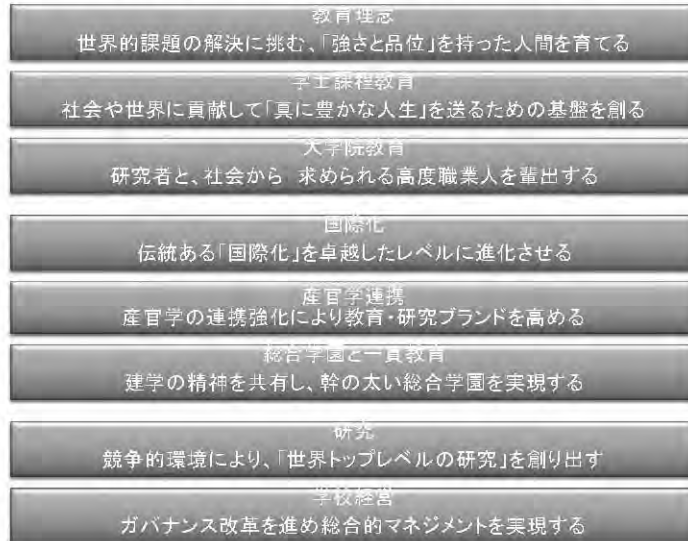 教育理念
世界的課題の解決に挑む、「強さと品位」を持った人間を育てる
学士課程教育
社会や世界に貢献して「真に豊かな人生」を送るための基盤を創る
大学院教育
研究者と、社会から 求められる高度職業人を輩出する
国際化
伝統ある「国際化」を卓越したレベルに進化させる
産官学連携
産官学の連携強化により教育・研究ブランドを高める
総合学園と一貫教育
建学の精神を共有し、幹の太い総合学園を実現する
研究
競争的環境により、「世界トップレベルの研究」を創り出す
学校経営
ガバナンス改革を進め総合的マネジメントを実現する